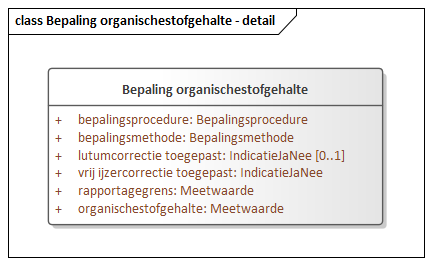 class Bepaling organischestofgehalte - detail
Bepaling organischestofgehalte
+ bepalingsprocedure: Bepalingsprocedure
+ bepalingsmethode: Bepalingsmethode
+ lutumcorrectie toegepast: IndicatieJaNee [0..1]
+ vrij ijzercorrectie toegepast: IndicatieJaNee
+ rapportagegrens: Meetwaarde
+ organischestofgehalte: Meetwaarde